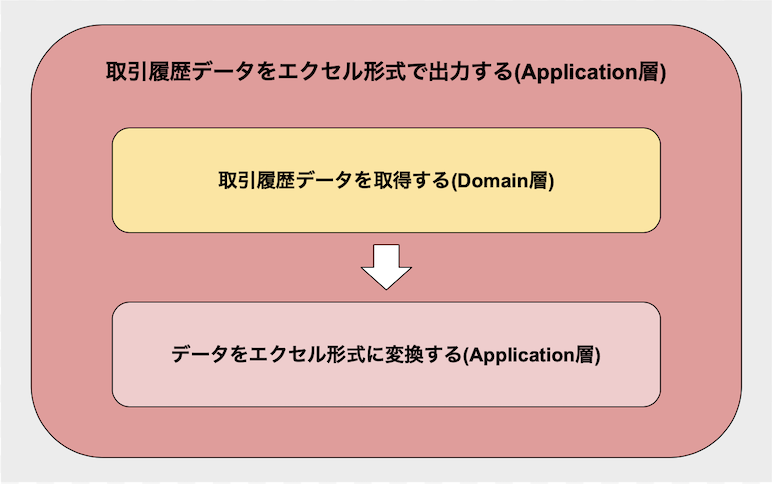 取引履歴データをエクセル形式で出力する(Application層)
取引履歴データを取得する(Domain層)
データをエクセル形式に変換する(Application層)